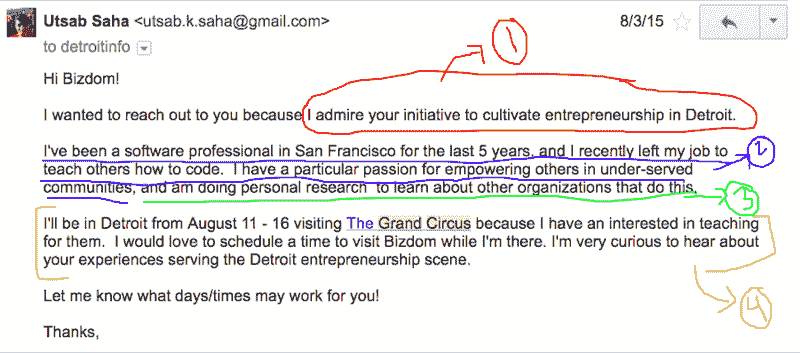 Utsab Saha <utsab.k.saha@gmail.com> 8/3/15
to detroitinfo
1
Hi Bizdom!
I wanted to reach out to you because I admire your initiative to cultivate entrepreneurship in Detroit.
I've been a software professional in San Francisco for the last 5 years, and I recently left my job to 2
teach others how to code.  I have a particular passion for empowering others in under-served
communities, and am doing personal research  to learn about other organizations that do this. 3
I'll be in Detroit from August 11 - 16 visiting The Grand Circus because I have an interested in teaching
for them.  I would love to schedule a time to visit Bizdom while I'm there. I'm very curious to hear about
your experiences serving the Detroit entrepreneurship scene.
4
Let me know what days/times may work for you!
Thanks,